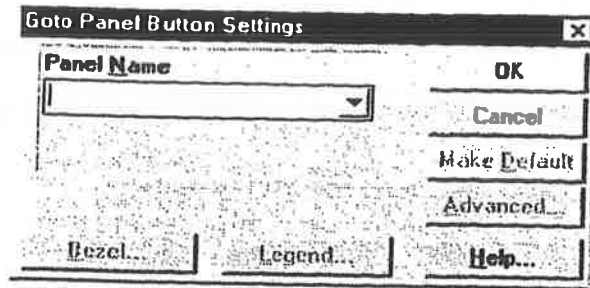 Goto Panel Button Settings
Panel Name
OK
Cancel
Make Default
Advanced...
Bezel...
Legend...
Help...